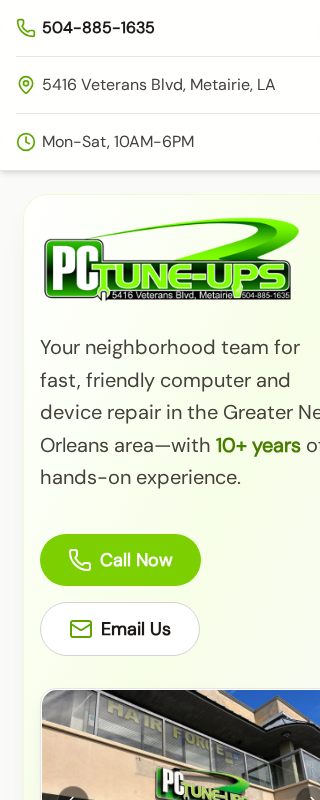 504-885-1635
5416 Veterans Blvd, Metairie, LA
Mon-Sat, 10AM-6PM
PC TUNE-UPS
5416 Veterans Blvd, Metairie 504-885-1635
Your neighborhood team for
fast, friendly computer and
device repair in the Greater Ne
Orleans area—with 10+ years o
hands-on experience.
Call Now
Email Us
HAIR FORCE
PC TUNE-UPS